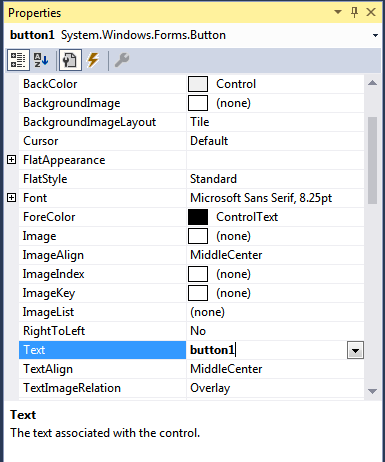 Properties
button1 System.Windows.Forms.Button
BackColor Control
BackgroundImage (none)
BackgroundImageLayout Tile
Cursor Default
FlatAppearance
FlatStyle Standard
Font Microsoft Sans Serif, 8.25pt
ForeColor ControlText
Image (none)
ImageAlign MiddleCenter
ImageIndex (none)
ImageKey (none)
ImageList (none)
RightToLeft No
Text button1
TextAlign MiddleCenter
TextImageRelation Overlay
Text
The text associated with the control.